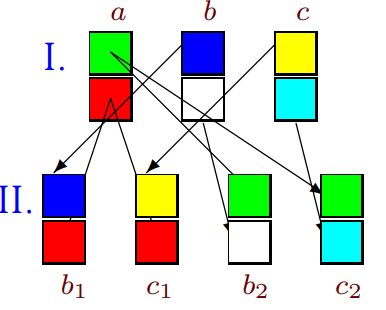 a b c
I.
II.
b₁ c₁ b₂ c₂